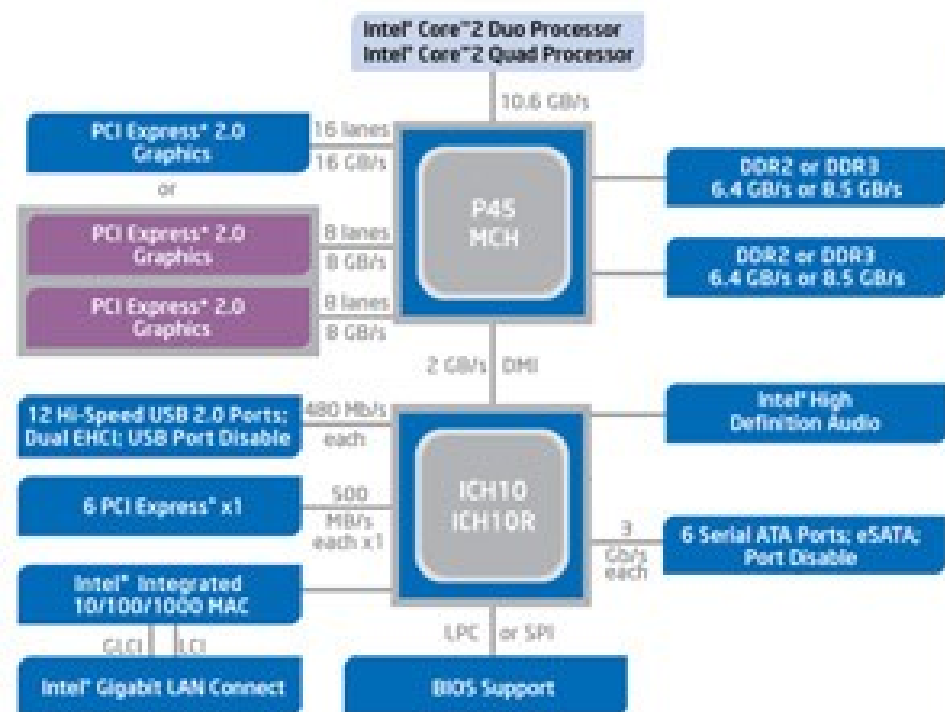 Intel® Core™2 Duo Processor
Intel® Core™2 Quad Processor
10.6 GB/s
PCI Express* 2.0
Graphics
16 lanes
16 GB/s
or
PCI Express* 2.0
Graphics
8 lanes
8 GB/s
PCI Express* 2.0
Graphics
8 lanes
8 GB/s
P45
MCH
DDR2 or DDR3
6.4 GB/s or 8.5 GB/s
DDR2 or DDR3
6.4 GB/s or 8.5 GB/s
2 GB/s DMI
12 Hi-Speed USB 2.0 Ports;
Dual EHCI; USB Port Disable
480 Mb/s
each
Intel® High
Definition Audio
6 PCI Express* x1
500
MB/s
each x1
ICH10
ICH10R
3
Gb/s
each
6 Serial ATA Ports; eSATA;
Port Disable
Intel® Integrated
10/100/1000 MAC
GLCI LCI
LPC or SPI
Intel® Gigabit LAN Connect
BIOS Support